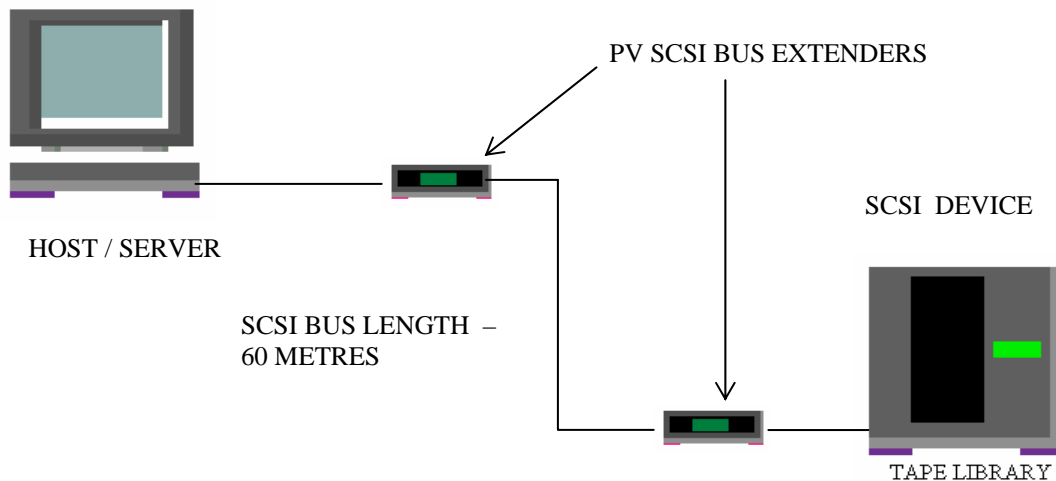 PV SCSI BUS EXTENDERS
SCSI DEVICE
HOST / SERVER
SCSI BUS LENGTH –
60 METRES
TAPE LIBRARY